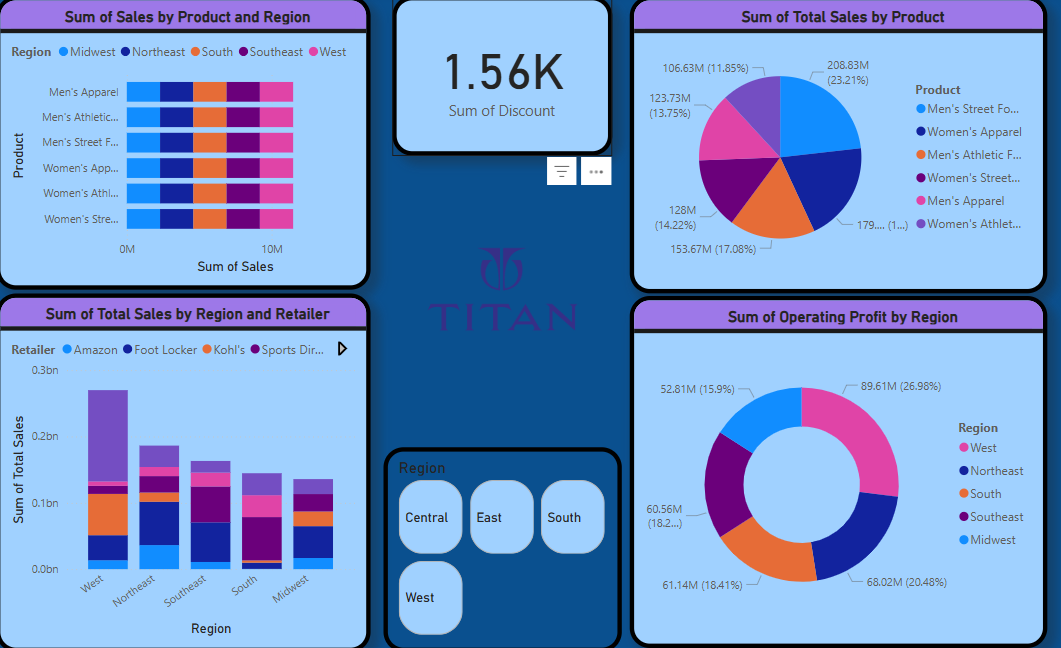 Sum of Sales by Product and Region
Region Midwest Northeast South Southeast West
Product
Men's Apparel
Men's Athletic...
Men's Street F...
Women's App...
Women's Athl...
Women's Stre...
0M 10M
Sum of Sales
1.56K
Sum of Discount
Sum of Total Sales by Product
106.63M (11.85%)
208.83M
(23.21%)
123.73M
(13.75%)
128M
(14.22%)
153.67M (17.08%)
179.... (1...)
Product
Men's Street Fo...
Women's Apparel
Men's Athletic F...
Women's Street...
Men's Apparel
Women's Athlet...
TITAN
Sum of Total Sales by Region and Retailer
Retailer Amazon Foot Locker Kohl's Sports Dir...
Sum of Total Sales
0.3bn
0.2bn
0.1bn
0.0bn
West Northeast Southeast South Midwest
Region
Region
Central East South
West
Sum of Operating Profit by Region
52.81M (15.9%)
89.61M (26.98%)
60.56M
(18.2...)
61.14M (18.41%)
68.02M (20.48%)
Region
West
Northeast
South
Southeast
Midwest